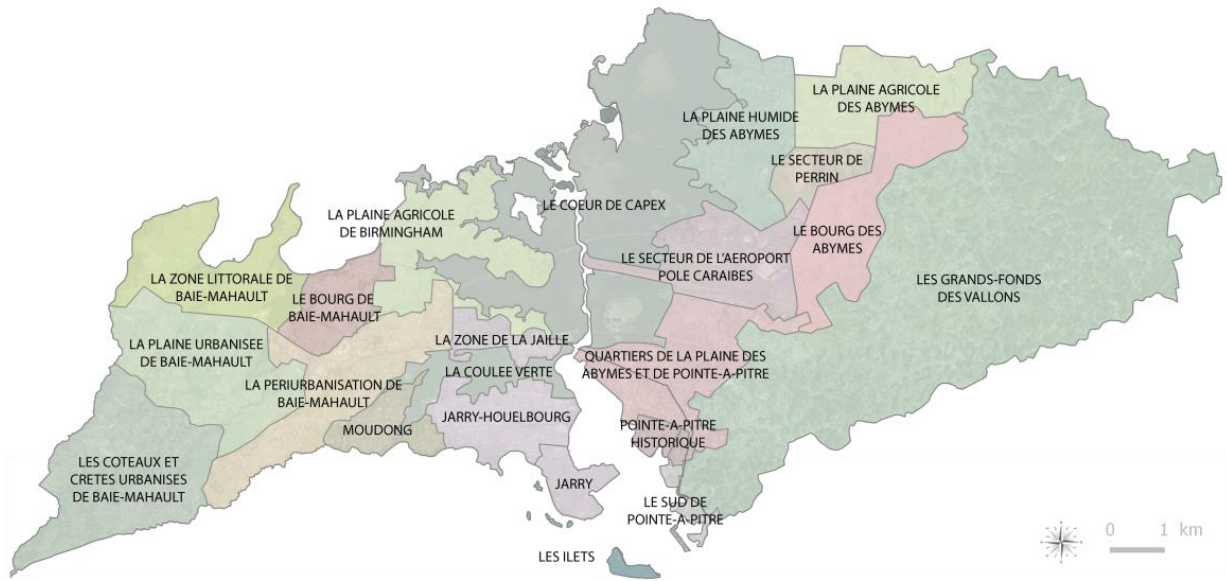 LA PLAINE AGRICOLE
DES ABYMES
LA PLAINE HUMIDE
DES ABYMES
LE SECTEUR DE
PERRIN
LE COEUR DE CAPEX
LA PLAINE AGRICOLE
DE BIRMINGHAM
LE BOURG DES
ABYMES
LE SECTEUR DE L'AEROPORT
POLE CARAIBES
LA ZONE LITTORALE DE
BAIE-MAHAULT
LE BOURG DE
BAIE-MAHAULT
LES GRANDS-FONDS
DES VALLONS
LA PLAINE URBANISEE
DE BAIE-MAHAULT
LA ZONE DE LA JAILLE
QUARTIERS DE LA PLAINE DES
ABYMES ET DE POINTE-A-PITRE
LA COULEE VERTE
LA PERIURBANISATION DE
BAIE-MAHAULT
JARRY-HOUELBOURG
MOUDONG
POINTE-A-PITRE
HISTORIQUE
LES COTEAUX ET
CRETES URBANISES
DE BAIE-MAHAULT
JARRY
LE SUD DE
POINTE-A-PITRE
LES ILETS
0 1 km